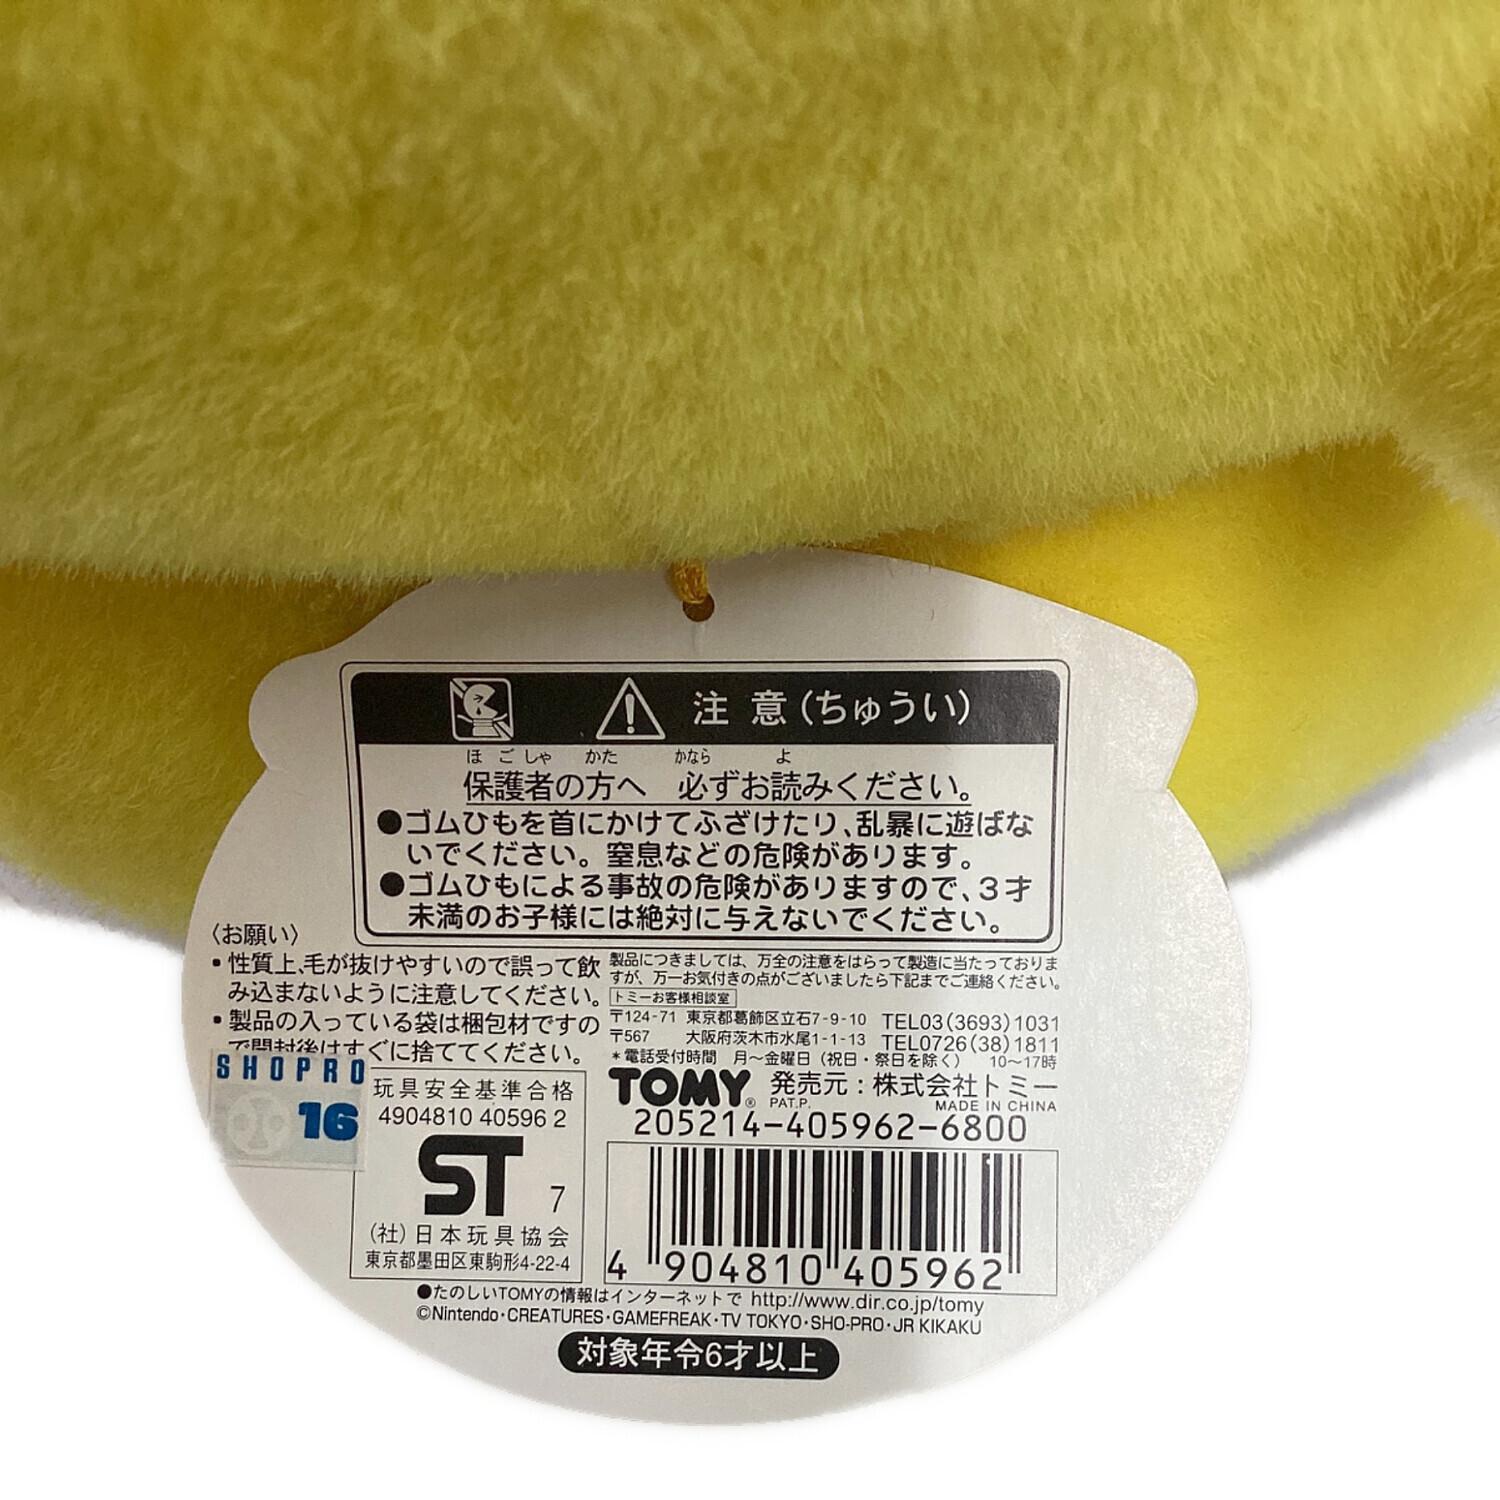 注意(ちゅうい)
ほごしゃ かた かなら よ
保護者の方へ 必ずお読みください。
●ゴムひもを首にかけてふざけたり、乱暴に遊ばな
いでください。窒息などの危険があります。
●ゴムひもによる事故の危険がありますので、3才
未満のお子様には絶対に与えないでください。
〈お願い〉
・性質上、毛が抜けやすいので誤って飲
み込まないように注意してください。
・製品の入っている袋は梱包材ですの
で開封後はすぐに捨ててください。
製品につきましては、万全の注意をはらって製造に当たっておりま
すが、万一お気付きの点がございましたら下記までご連絡ください。
トミーお客様相談室
〒124-71 東京都葛飾区立石7-9-10 TEL03(3693)1031
〒567 大阪府茨木市水尾1-1-13 TEL0726(38)1811
*電話受付時間 月〜金曜日(祝日・祭日を除く) 10〜17時
SHOPRO
16
玩具安全基準合格
4904810 40596 2
ST 7
(社)日本玩具協会
東京都墨田区東駒形4-22-4
TOMY® 発売元:株式会社トミー
PAT.P. MADE IN CHINA
205214-405962-6800
4 904810 405962
●たのしいTOMYの情報はインターネットで http://www.dir.co.jp/tomy
©Nintendo・CREATURES・GAMEFREAK・TV TOKYO・SHO-PRO・JR KIKAKU
対象年令6才以上